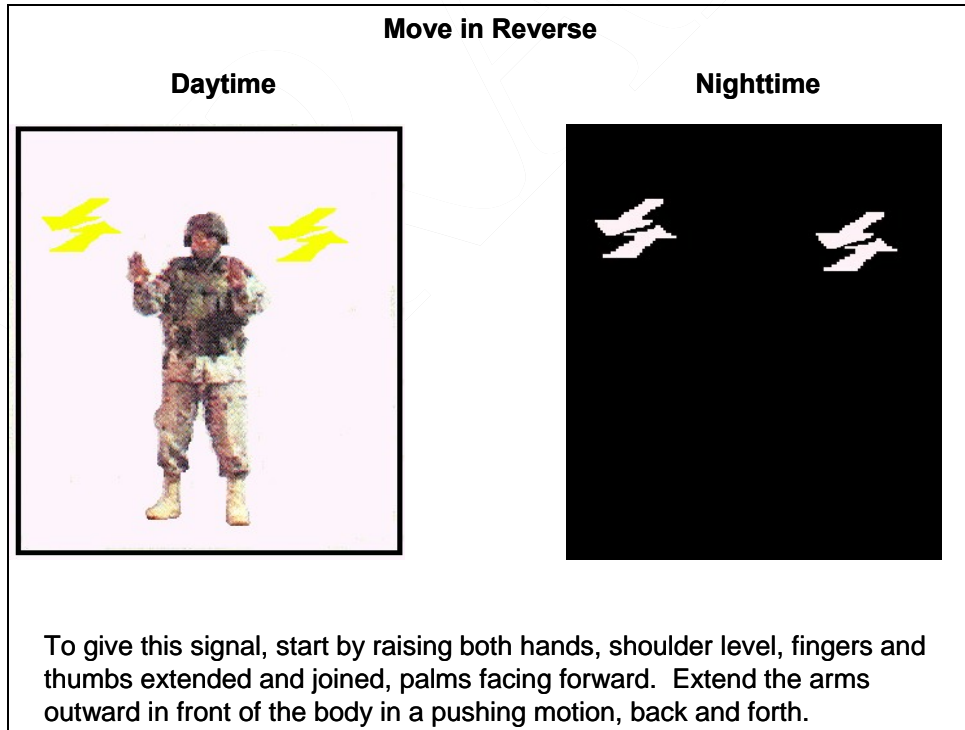 Move in Reverse
Daytime
Nighttime
To give this signal, start by raising both hands, shoulder level, fingers and
thumbs extended and joined, palms facing forward.  Extend the arms
outward in front of the body in a pushing motion, back and forth.